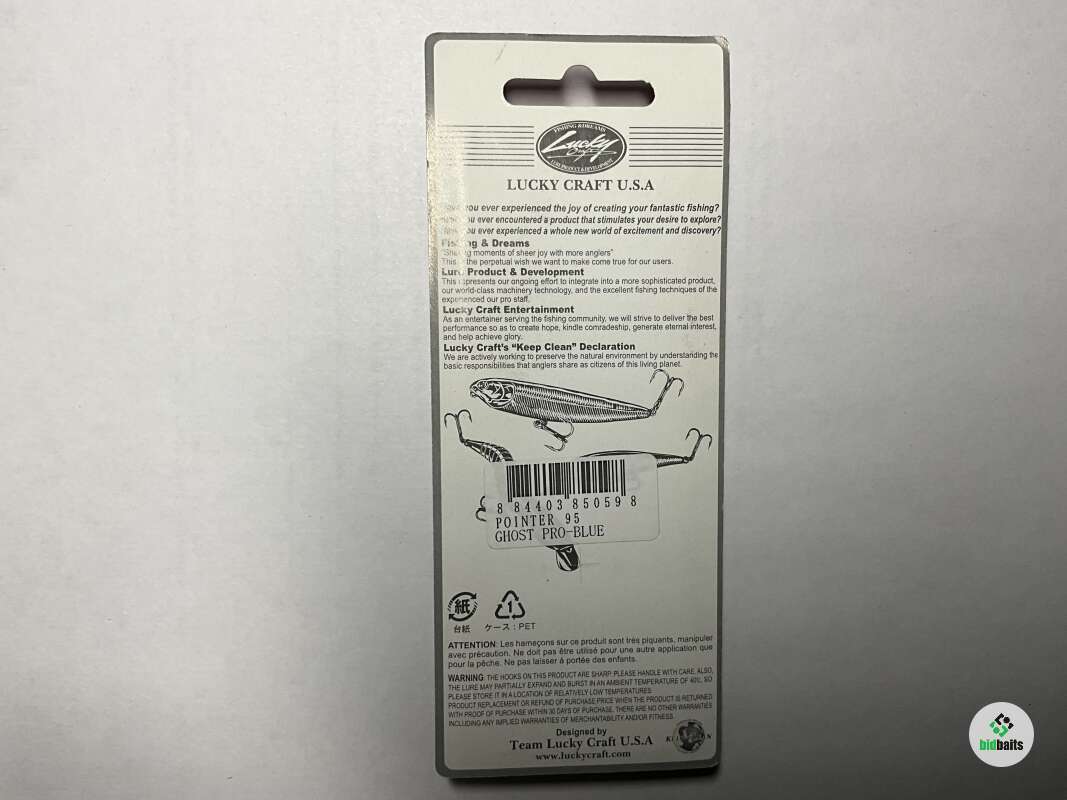 FISHING & DREAMS
Lucky Craft
LURE PRODUCT & DEVELOPMENT
LUCKY CRAFT U.S.A
you ever experienced the joy of creating your fantastic fishing?
ever encountered a product that stimulates your desire to explore?
you ever experienced a whole new world of excitement and discovery?
Fishing & Dreams
"Sharing moments of sheer joy with more anglers"
This is the perpetual wish we want to make come true for our users.
Lure Product & Development
This represents our ongoing effort to integrate into a more sophisticated product,
our world-class machinery technology, and the excellent fishing techniques of the
experienced our pro staff.
Lucky Craft Entertainment
As an entertainer serving the fishing community, we will strive to deliver the best
performance so as to create hope, kindle comradeship, generate eternal interest,
and help achieve glory.
Lucky Craft's "Keep Clean" Declaration
We are actively working to preserve the natural environment by understanding the
basic responsibilities that anglers share as citizens of this living planet.
8 84403 85059 8
POINTER 95
GHOST PRO-BLUE
紙
1
台紙
ケース：PET
ATTENTION: Les hameçons sur ce produit sont très piquants, manipuler
avec précaution. Ne doit pas être utilisé pour une autre application que
pour la pêche. Ne pas laisser à portée des enfants.
WARNING: THE HOOKS ON THIS PRODUCT ARE SHARP. PLEASE HANDLE WITH CARE. ALSO,
THE LURE MAY PARTIALLY EXPAND AND BURST IN AN AMBIENT TEMPERATURE OF 40℃, SO
PLEASE STORE IT IN A LOCATION OF RELATIVELY LOW TEMPERATURES.
PRODUCT REPLACEMENT OR REFUND OF PURCHASE PRICE WHEN THE PRODUCT IS RETURNED
WITH PROOF OF PURCHASE WITHIN 30 DAYS OF PURCHASE. THERE ARE NO OTHER WARRANTIES
INCLUDING ANY IMPLIED WARRANTIES OF MERCHANTABILITY AND/OR FITNESS.
Designed by
Team Lucky Craft U.S.A
www.luckycraft.com
bidbaits